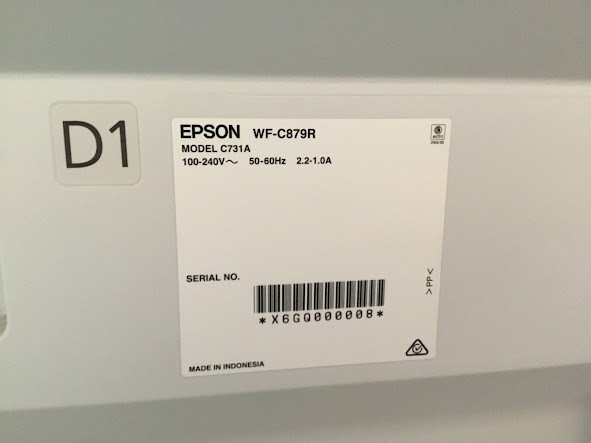 D1
EPSON WF-C879R
MODEL C731A
100-240V～ 50-60Hz 2.2-1.0A
SERIAL NO.
*X6GQ000008*
>PP<
MADE IN INDONESIA